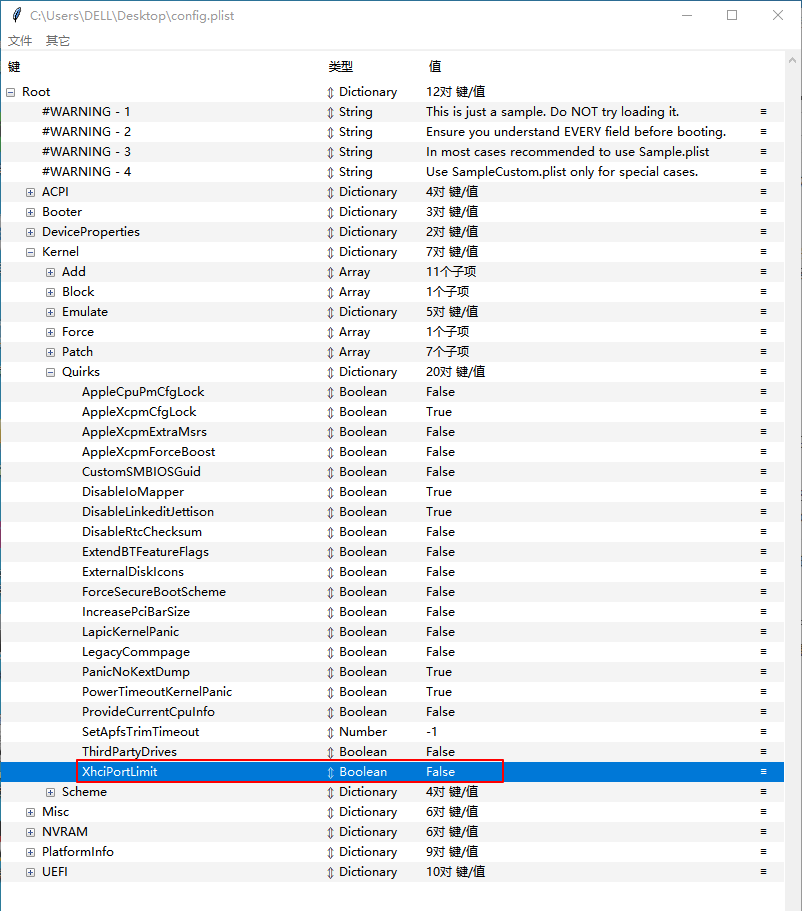 C:\Users\DELL\Desktop\config.plist
文件 其它
键 类型 值
Root Dictionary 12对 键/值
#WARNING - 1 String This is just a sample. Do NOT try loading it.
#WARNING - 2 String Ensure you understand EVERY field before booting.
#WARNING - 3 String In most cases recommended to use Sample.plist
#WARNING - 4 String Use SampleCustom.plist only for special cases.
ACPI Dictionary 4对 键/值
Booter Dictionary 3对 键/值
DeviceProperties Dictionary 2对 键/值
Kernel Dictionary 7对 键/值
Add Array 11个子项
Block Array 1个子项
Emulate Dictionary 5对 键/值
Force Array 1个子项
Patch Array 7个子项
Quirks Dictionary 20对 键/值
AppleCpuPmCfgLock Boolean False
AppleXcpmCfgLock Boolean True
AppleXcpmExtraMsrs Boolean False
AppleXcpmForceBoost Boolean False
CustomSMBIOSGuid Boolean False
DisableIoMapper Boolean True
DisableLinkeditJettison Boolean True
DisableRtcChecksum Boolean False
ExtendBTFeatureFlags Boolean False
ExternalDiskIcons Boolean False
ForceSecureBootScheme Boolean False
IncreasePciBarSize Boolean False
LapicKernelPanic Boolean False
LegacyCommpage Boolean False
PanicNoKextDump Boolean True
PowerTimeoutKernelPanic Boolean True
ProvideCurrentCpuInfo Boolean False
SetApfsTrimTimeout Number -1
ThirdPartyDrives Boolean False
XhciPortLimit Boolean False
Scheme Dictionary 4对 键/值
Misc Dictionary 6对 键/值
NVRAM Dictionary 6对 键/值
PlatformInfo Dictionary 9对 键/值
UEFI Dictionary 10对 键/值